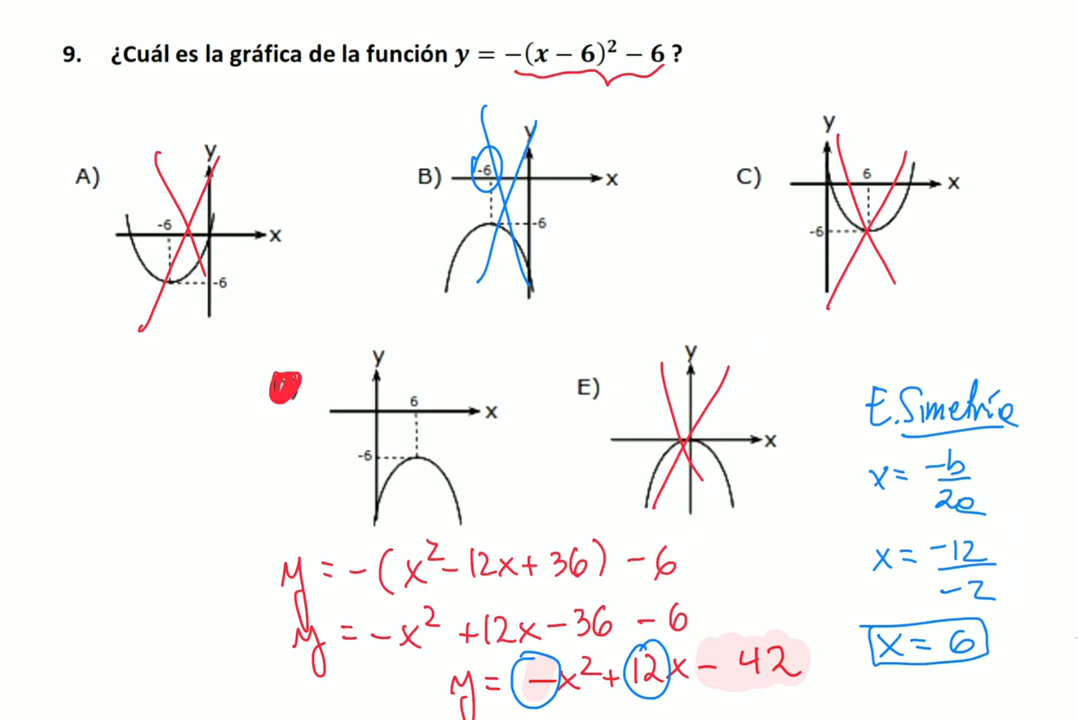 9. ¿Cuál es la gráfica de la función y = −(x − 6)² − 6 ?
A)
y
-6
x
-6
B)
y
-6
x
-6
C)
y
6
x
-6
y
6
x
-6
E)
y
x
E. Simetría
x = -b/2a
x = -12/-2
x = 6
y = -(x² - 12x + 36) - 6
y = -x² + 12x - 36 - 6
y = -x² + 12x - 42